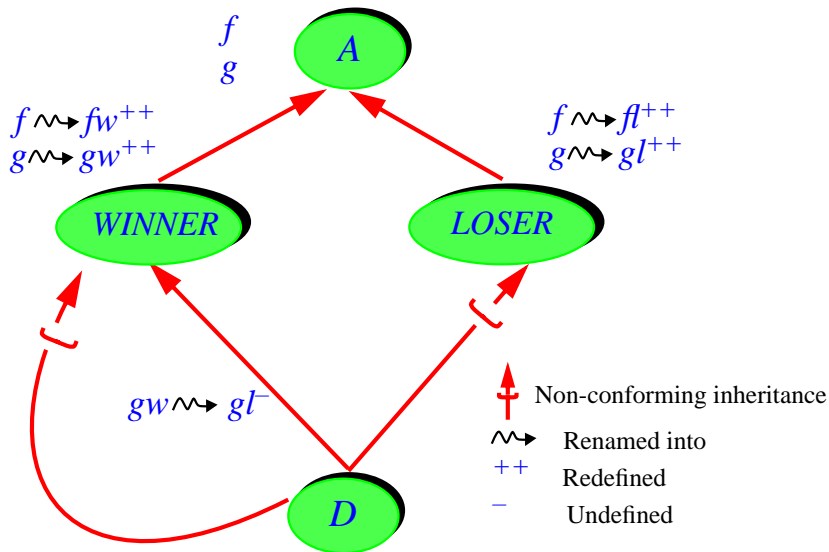 f
g
A
f fw++
g gw++
f fl++
g gl++
WINNER
LOSER
gw gl–
Non-conforming inheritance
Renamed into
++ Redefined
– Undefined
D